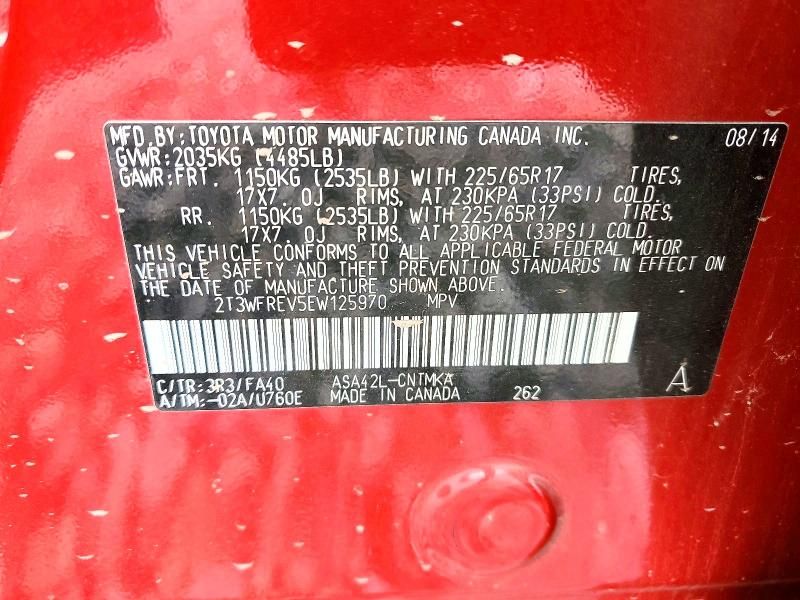 MFD.BY: TOYOTA MOTOR MANUFACTURING CANADA INC. 08/14
GVWR: 2035KG (4485LB)
GAWR: FRT. 1150KG (2535LB) WITH 225/65R17 TIRES,
17X7.0J RIMS, AT 230KPA (33PSI) COLD.
RR. 1150KG (2535LB) WITH 225/65R17 TIRES,
17X7.0J RIMS, AT 230KPA (33PSI) COLD.
THIS VEHICLE CONFORMS TO ALL APPLICABLE FEDERAL MOTOR
VEHICLE SAFETY AND THEFT PREVENTION STANDARDS IN EFFECT ON
THE DATE OF MANUFACTURE SHOWN ABOVE.
2T3WFREV5EW125970 MPV
C/TR: 3R3/FA40 ASA42L-CNTMKA A
A/TM: -02A/U760E MADE IN CANADA 262